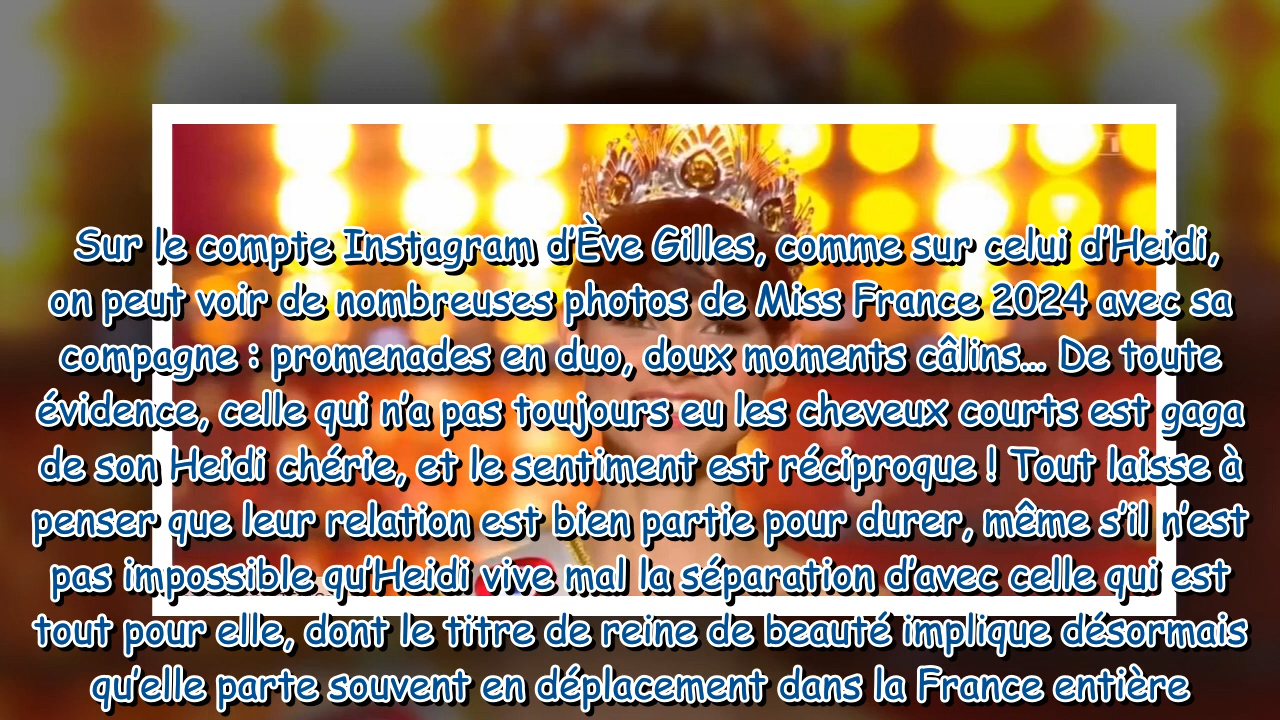 Sur le compte Instagram d’Ève Gilles, comme sur celui d’Heidi,
on peut voir de nombreuses photos de Miss France 2024 avec sa
compagne : promenades en duo, doux moments câlins... De toute
évidence, celle qui n’a pas toujours eu les cheveux courts est gaga
de son Heidi chérie, et le sentiment est réciproque ! Tout laisse à
penser que leur relation est bien partie pour durer, même s’il n’est
pas impossible qu’Heidi vive mal la séparation d’avec celle qui est
tout pour elle, dont le titre de reine de beauté implique désormais
qu’elle parte souvent en déplacement dans la France entière